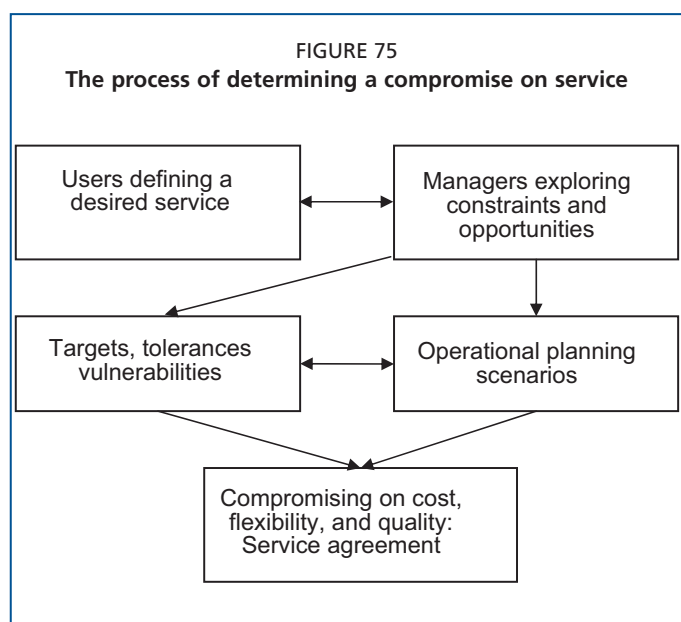 FIGURE 75
The process of determining a compromise on service
Users defining a
desired service
Managers exploring
constraints and
opportunities
Targets, tolerances
vulnerabilities
Operational planning
scenarios
Compromising on cost,
flexibility, and quality:
Service agreement